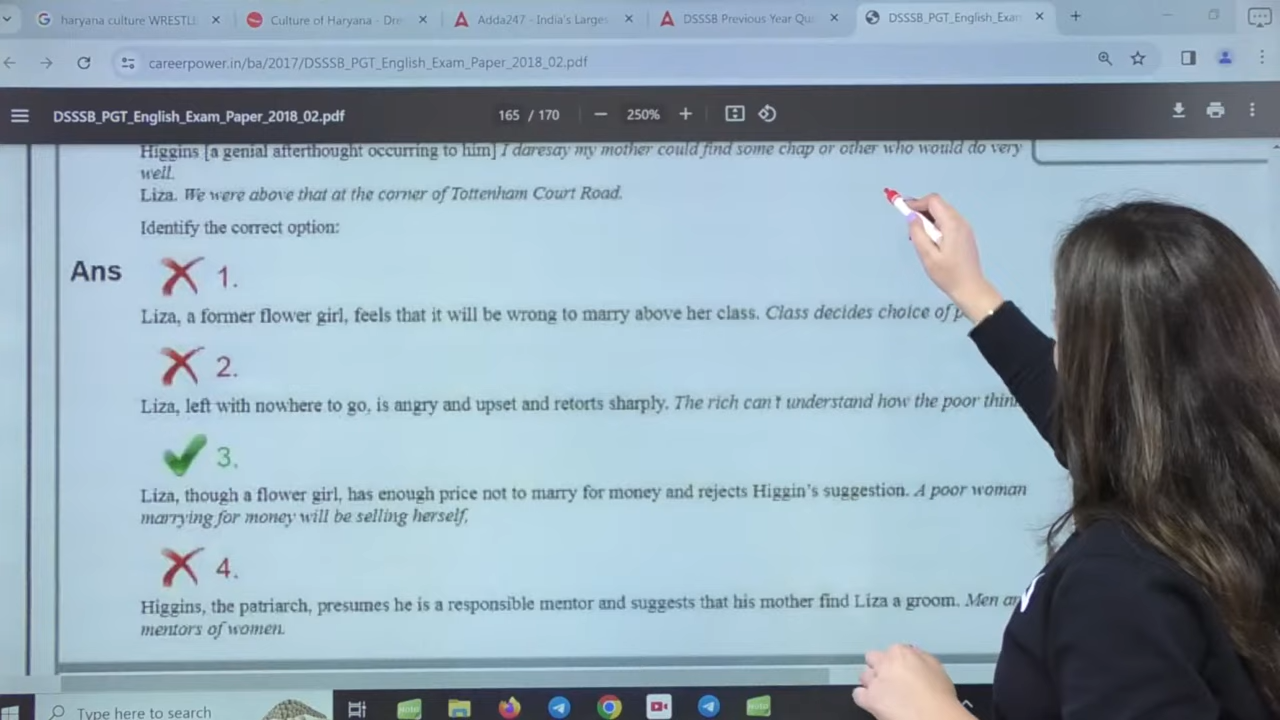 haryana culture WRESTL
Culture of Haryana - Dre
Adda247 - India's Larges
DSSSB Previous Year Qu
DSSSB_PGT_English_Exar
careerpower.in/ba/2017/DSSSB_PGT_English_Exam_Paper_2018_02.pdf
DSSSB_PGT_English_Exam_Paper_2018_02.pdf
165 / 170
250%
Higgins [a genial afterthought occurring to him] I daresay my mother could find some chap or other who would do very
well.
Liza. We were above that at the corner of Tottenham Court Road.
Identify the correct option:
Ans
1.
Liza, a former flower girl, feels that it will be wrong to marry above her class. Class decides choice of p
2.
Liza, left with nowhere to go, is angry and upset and retorts sharply. The rich can't understand how the poor thin
3.
Liza, though a flower girl, has enough price not to marry for money and rejects Higgin's suggestion. A poor woman
marrying for money will be selling herself,
4.
Higgins, the patriarch, presumes he is a responsible mentor and suggests that his mother find Liza a groom. Men ar
mentors of women.
Type here to search